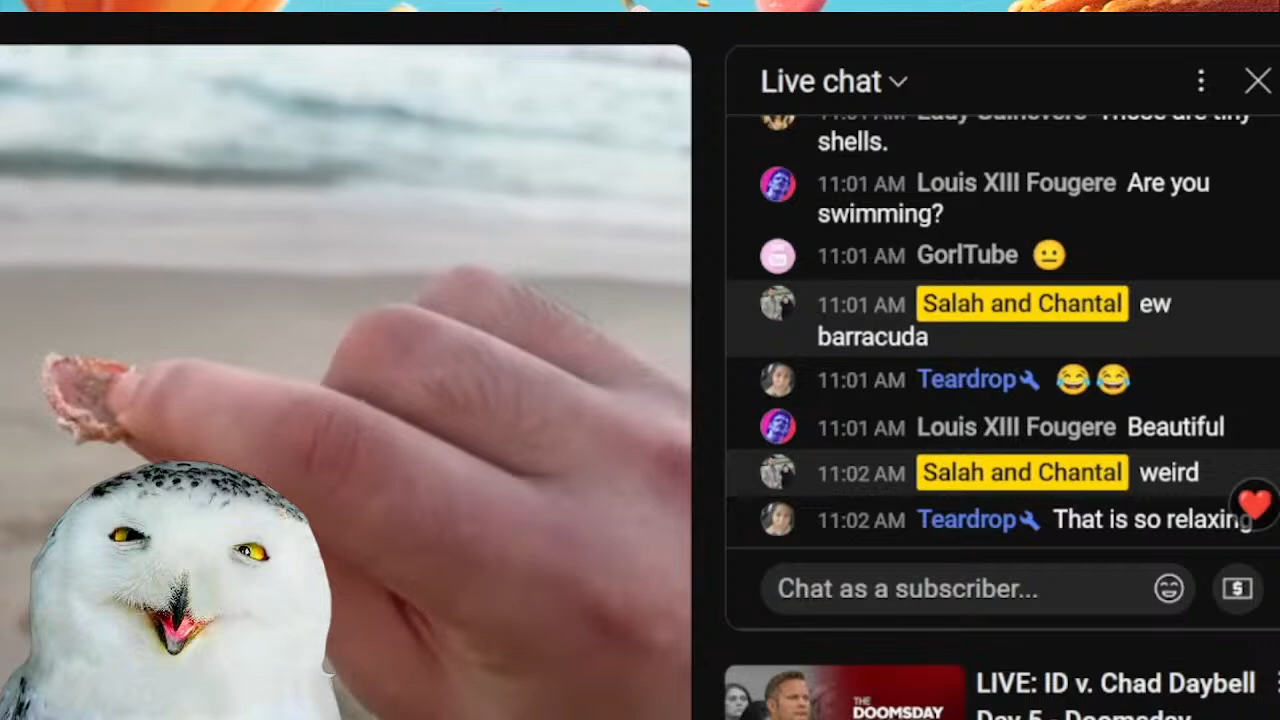 Live chat
shells.
11:01 AM Louis XIII Fougere Are you
swimming?
11:01 AM GorlTube 😐
11:01 AM Salah and Chantal ew
barracuda
11:01 AM Teardrop 😂😂
11:01 AM Louis XIII Fougere Beautiful
11:02 AM Salah and Chantal weird
11:02 AM Teardrop That is so relaxing
Chat as a subscriber...
LIVE: ID v. Chad Daybell
THE
DOOMSDAY
Day 5 - Doomsday